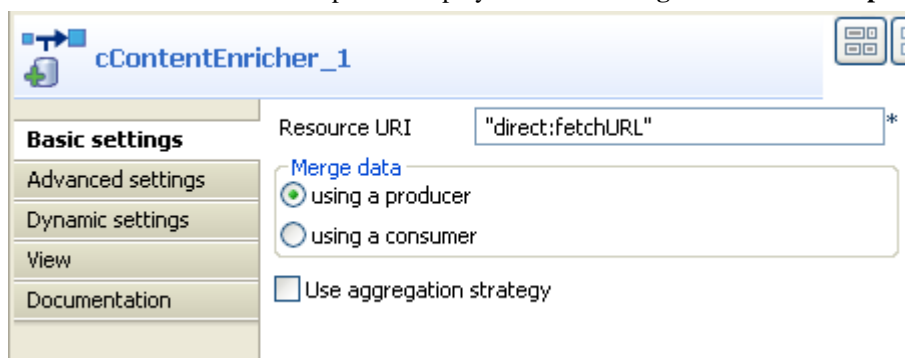 cContentEnricher_1
Basic settings
Advanced settings
Dynamic settings
View
Documentation
Resource URI "direct:fetchURL" *
Merge data
using a producer
using a consumer
Use aggregation strategy